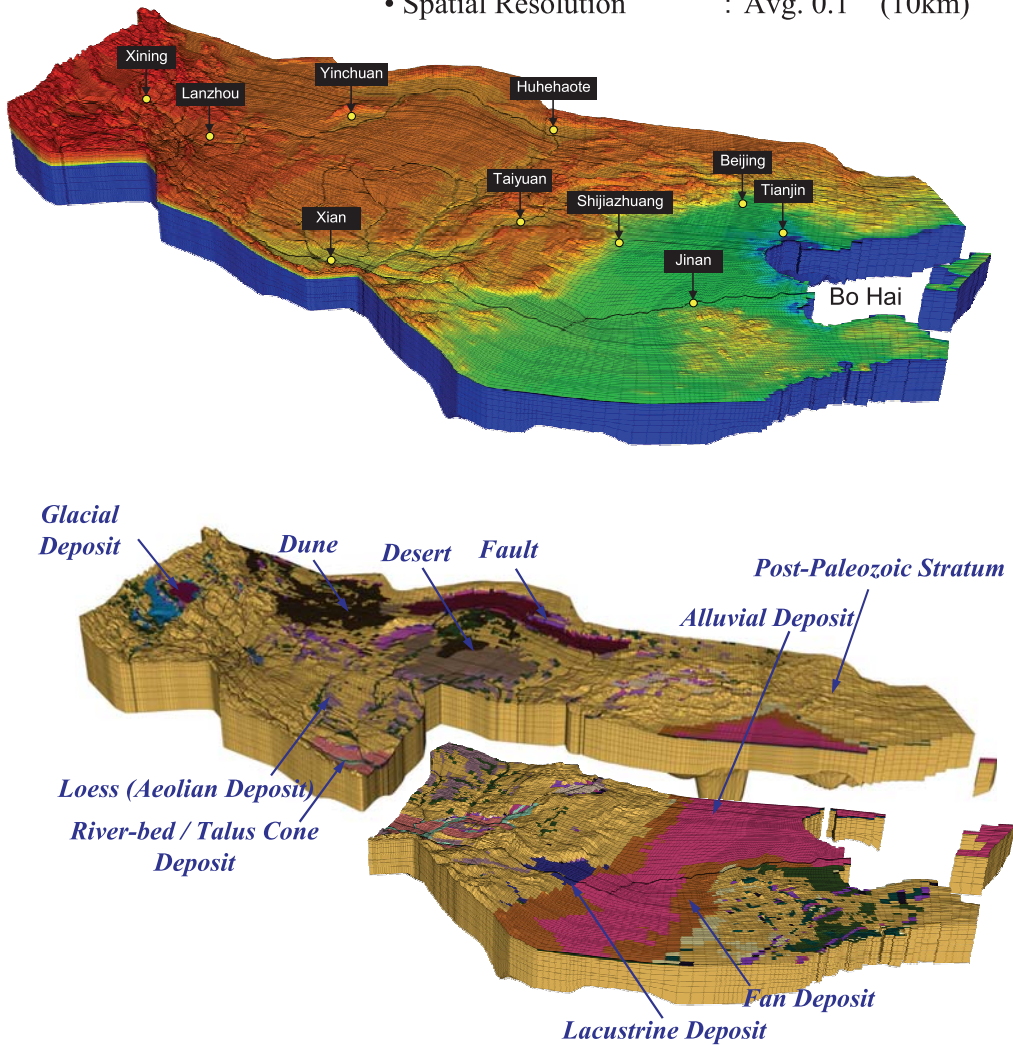 • Spatial Resolution : Avg. 0.1 (10km)
Xining
Yinchuan
Lanzhou
Huhehaote
Beijing
Taiyuan
Tianjin
Shijiazhuang
Xian
Jinan
Bo Hai
Glacial
Deposit
Dune
Desert
Fault
Post-Paleozoic Stratum
Alluvial Deposit
Loess (Aeolian Deposit)
River-bed / Talus Cone
Deposit
Fan Deposit
Lacustrine Deposit